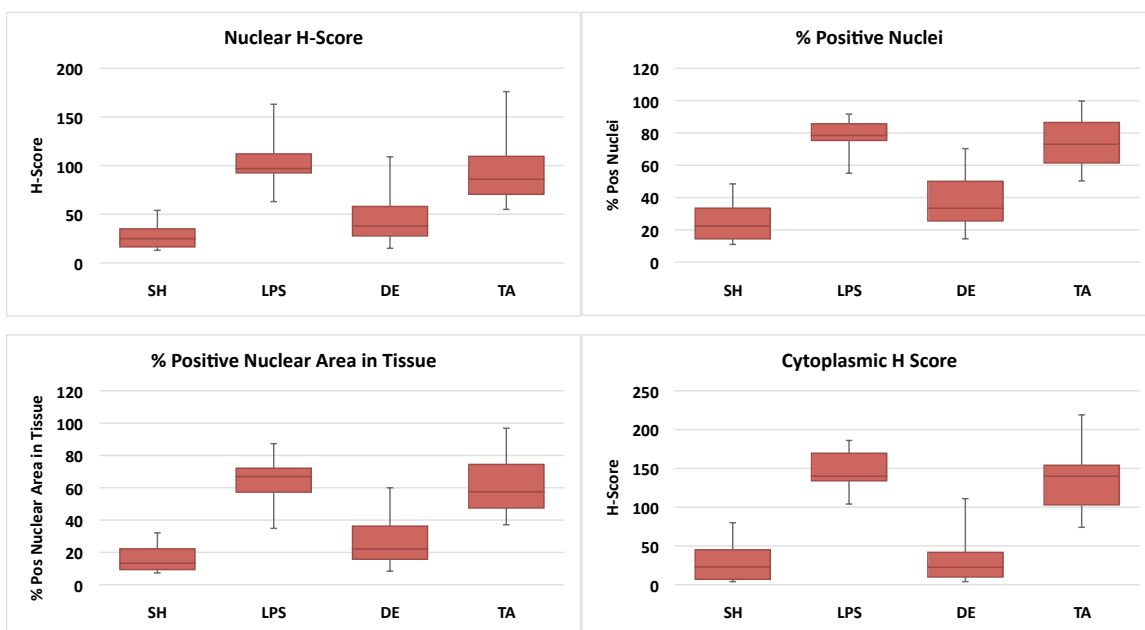 Nuclear H-Score
H-Score
200
150
100
50
0
SH LPS DE TA
% Positive Nuclei
% Pos Nuclei
120
100
80
60
40
20
0
SH LPS DE TA
% Positive Nuclear Area in Tissue
% Pos Nuclear Area in Tissue
120
100
80
60
40
20
0
SH LPS DE TA
Cytoplasmic H Score
H-Score
250
200
150
100
50
0
SH LPS DE TA